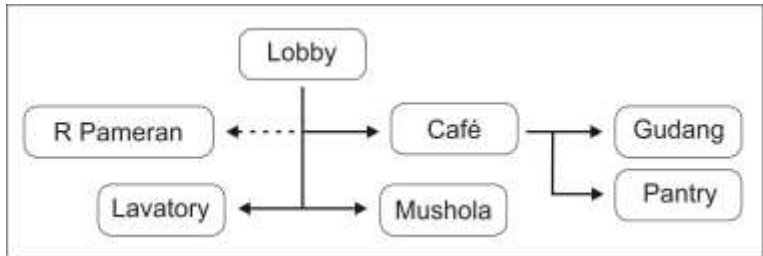 Lobby
R Pameran
Café
Gudang
Pantry
Lavatory
Mushola